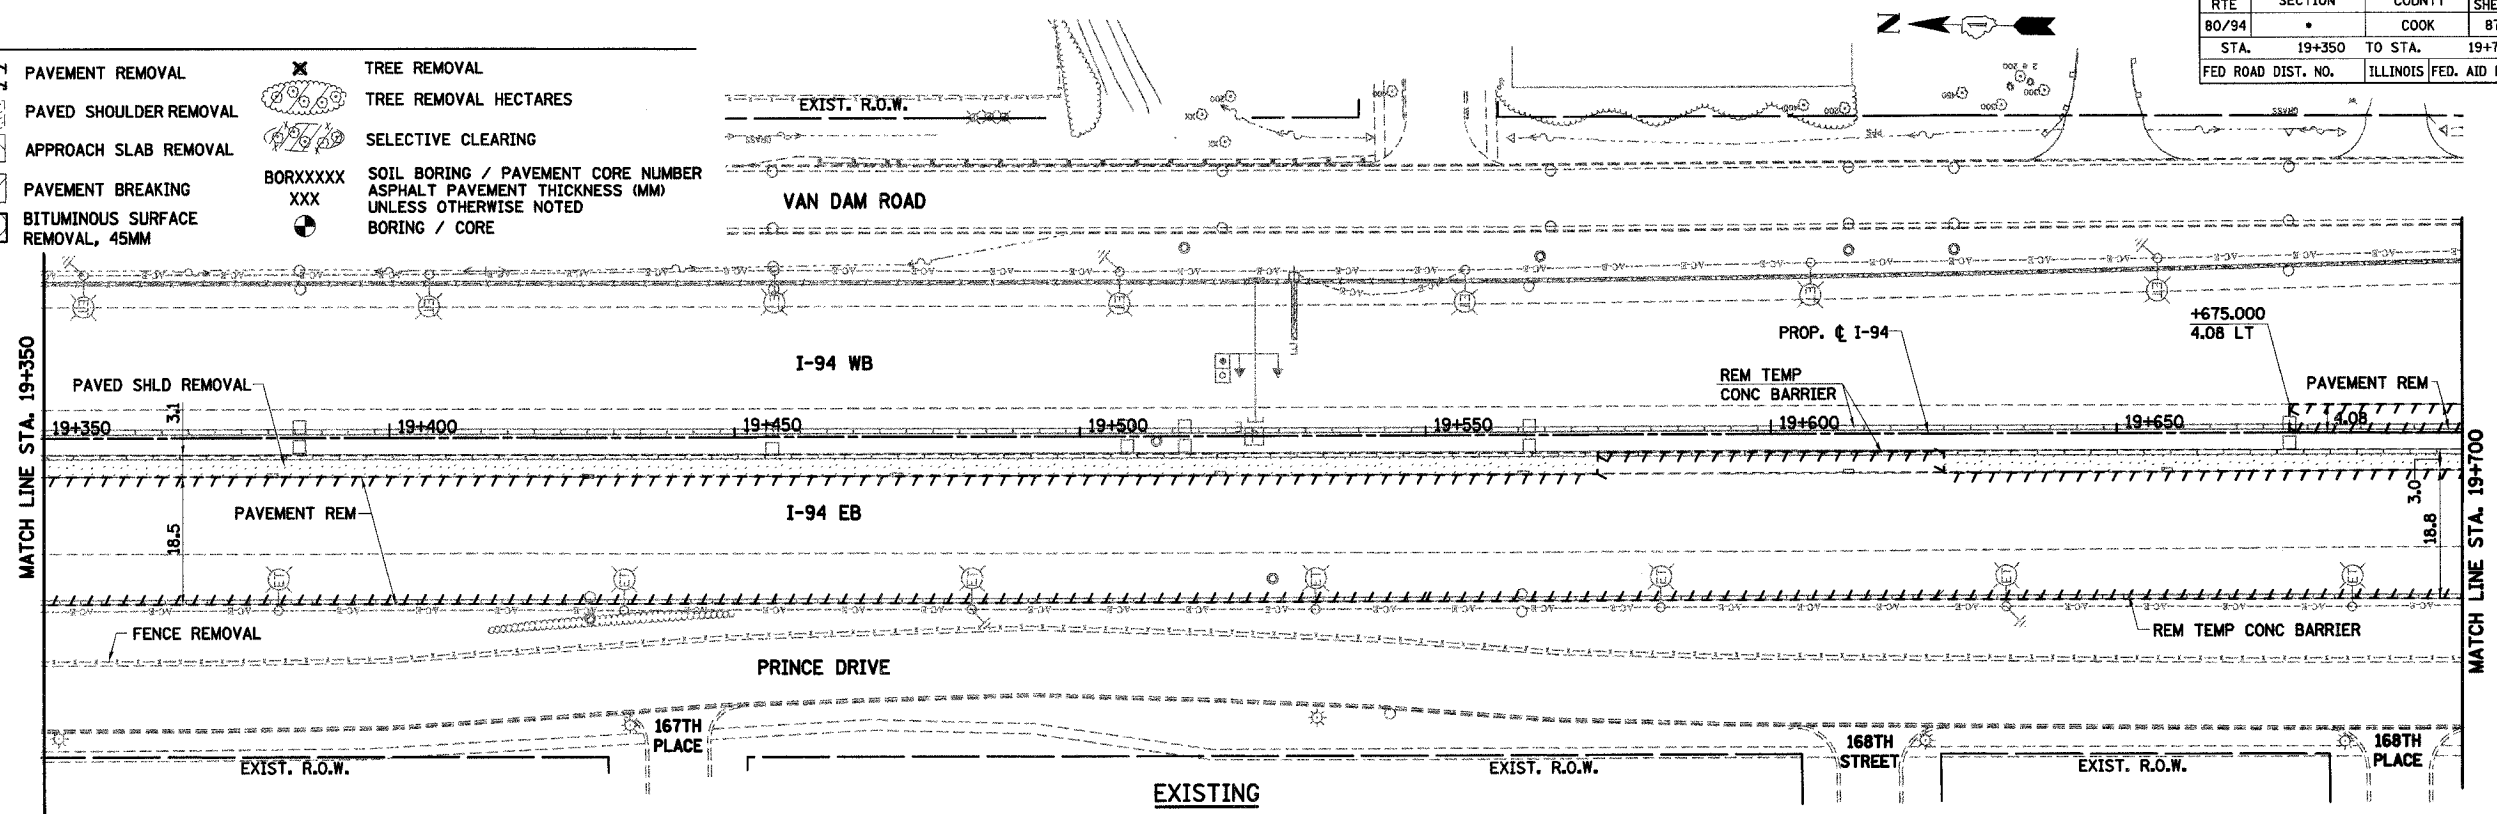 RTE SECTION COUNTY
80/94 • COOK
STA. 19+350 TO STA.
FED ROAD DIST. NO. ILLINOIS FED. AID
N
PAVEMENT REMOVAL
PAVED SHOULDER REMOVAL
APPROACH SLAB REMOVAL
PAVEMENT BREAKING
BITUMINOUS SURFACE
REMOVAL, 45MM
TREE REMOVAL
TREE REMOVAL HECTARES
SELECTIVE CLEARING
BORXXXXX
XXX
SOIL BORING / PAVEMENT CORE NUMBER
ASPHALT PAVEMENT THICKNESS (MM)
UNLESS OTHERWISE NOTED
BORING / CORE
EXIST. R.O.W.
VAN DAM ROAD
MATCH LINE STA. 19+350
I-94 WB
PROP. ℄ I-94
+675.000
4.08 LT
PAVED SHLD REMOVAL
REM TEMP
CONC BARRIER
PAVEMENT REM
3.1
19+350
19+400
19+450
19+500
19+550
19+600
19+650
4.08
PAVEMENT REM
I-94 EB
18.5
3.0
18.8
MATCH LINE STA. 19+700
FENCE REMOVAL
REM TEMP CONC BARRIER
PRINCE DRIVE
167TH
PLACE
168TH
STREET
168TH
PLACE
EXIST. R.O.W.
EXIST. R.O.W.
EXIST. R.O.W.
EXISTING